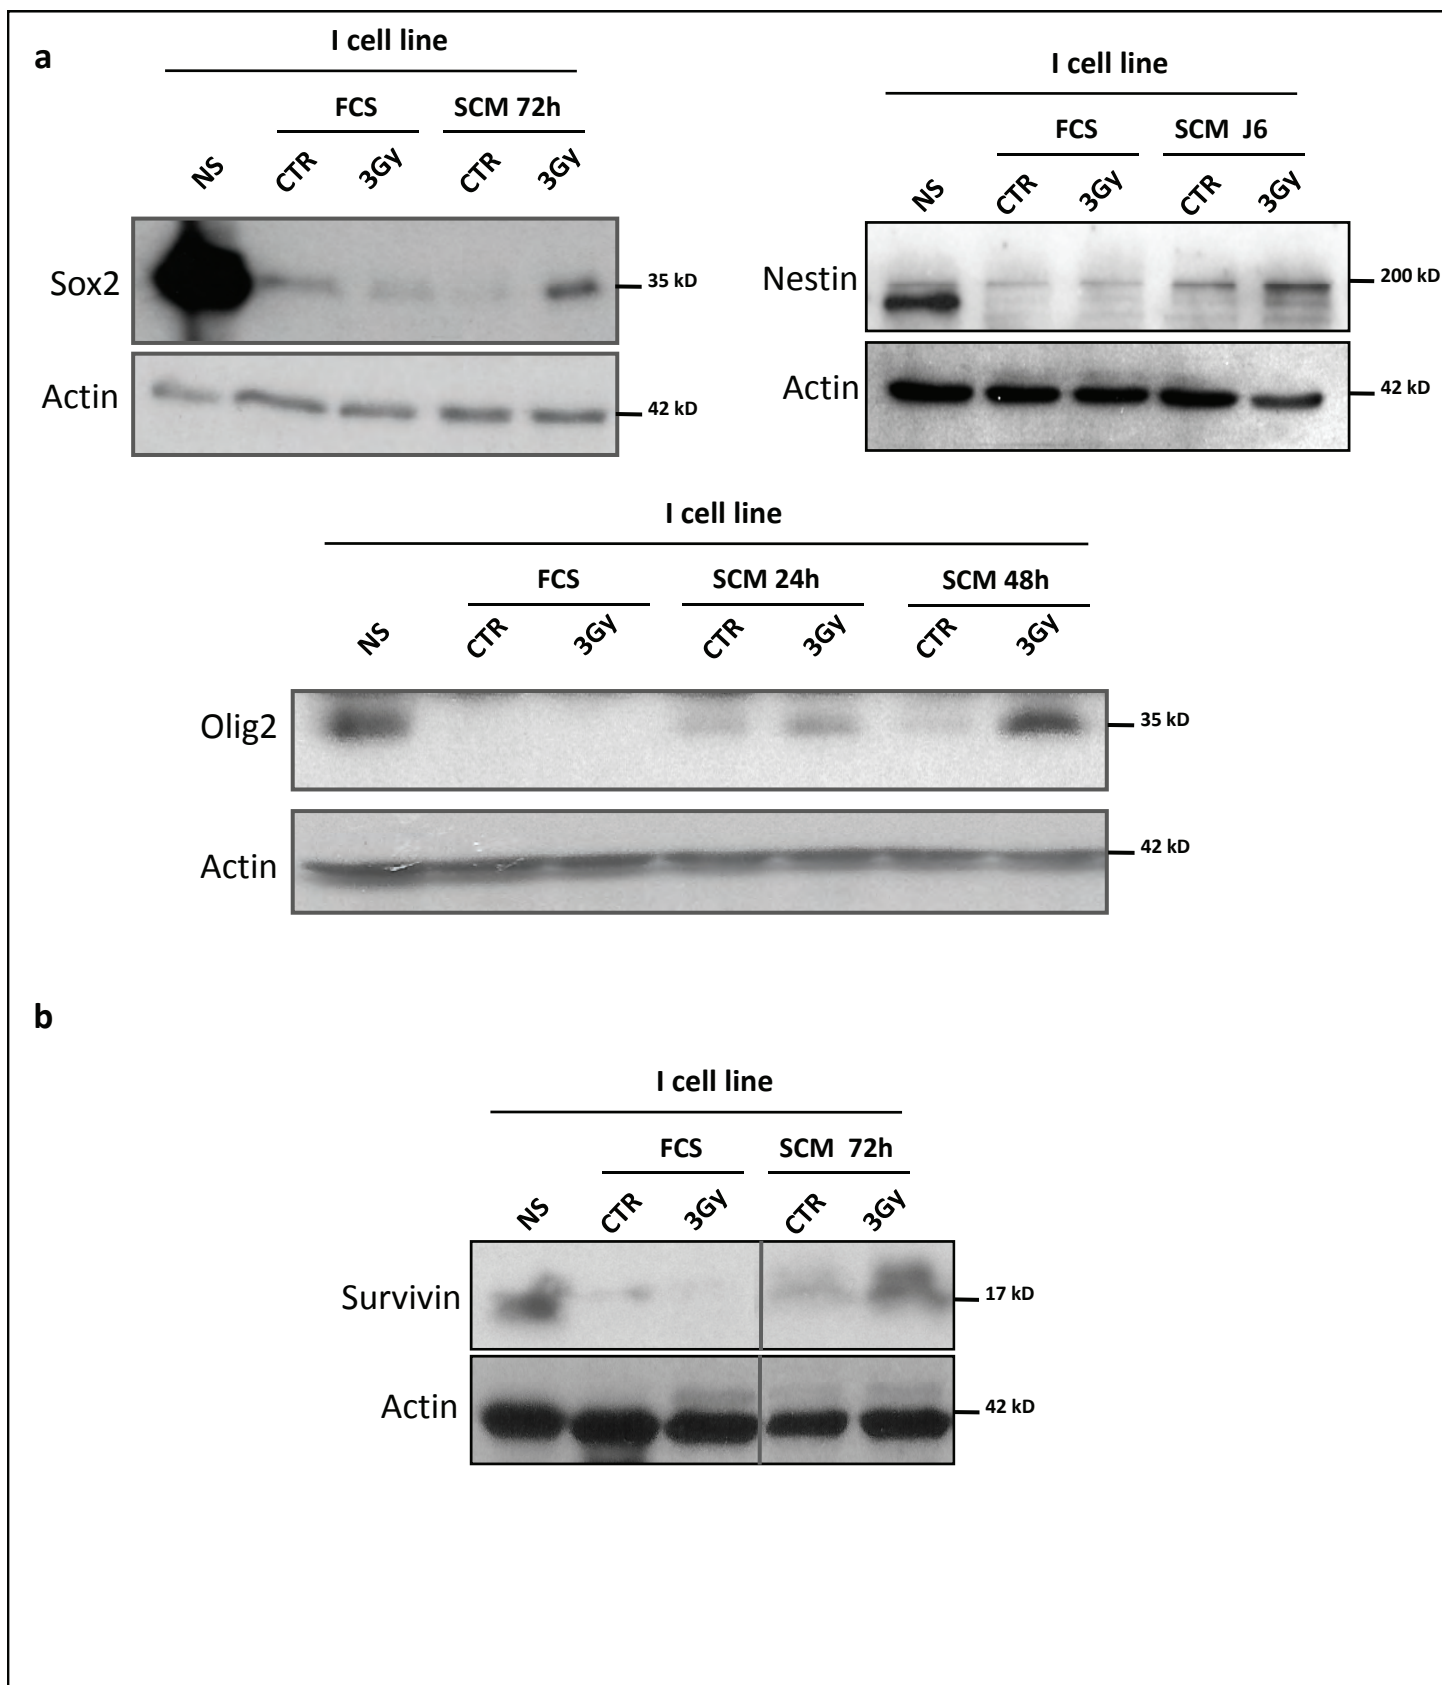 a
I cell line
FCS SCM 72h
NS CTR 3Gy CTR 3Gy
Sox2 35 kD
Actin 42 kD
I cell line
FCS SCM J6
NS CTR 3Gy CTR 3Gy
Nestin 200 kD
Actin 42 kD
I cell line
FCS SCM 24h SCM 48h
NS CTR 3Gy CTR 3Gy CTR 3Gy
Olig2 35 kD
Actin 42 kD
b
I cell line
FCS SCM 72h
NS CTR 3Gy CTR 3Gy
Survivin 17 kD
Actin 42 kD